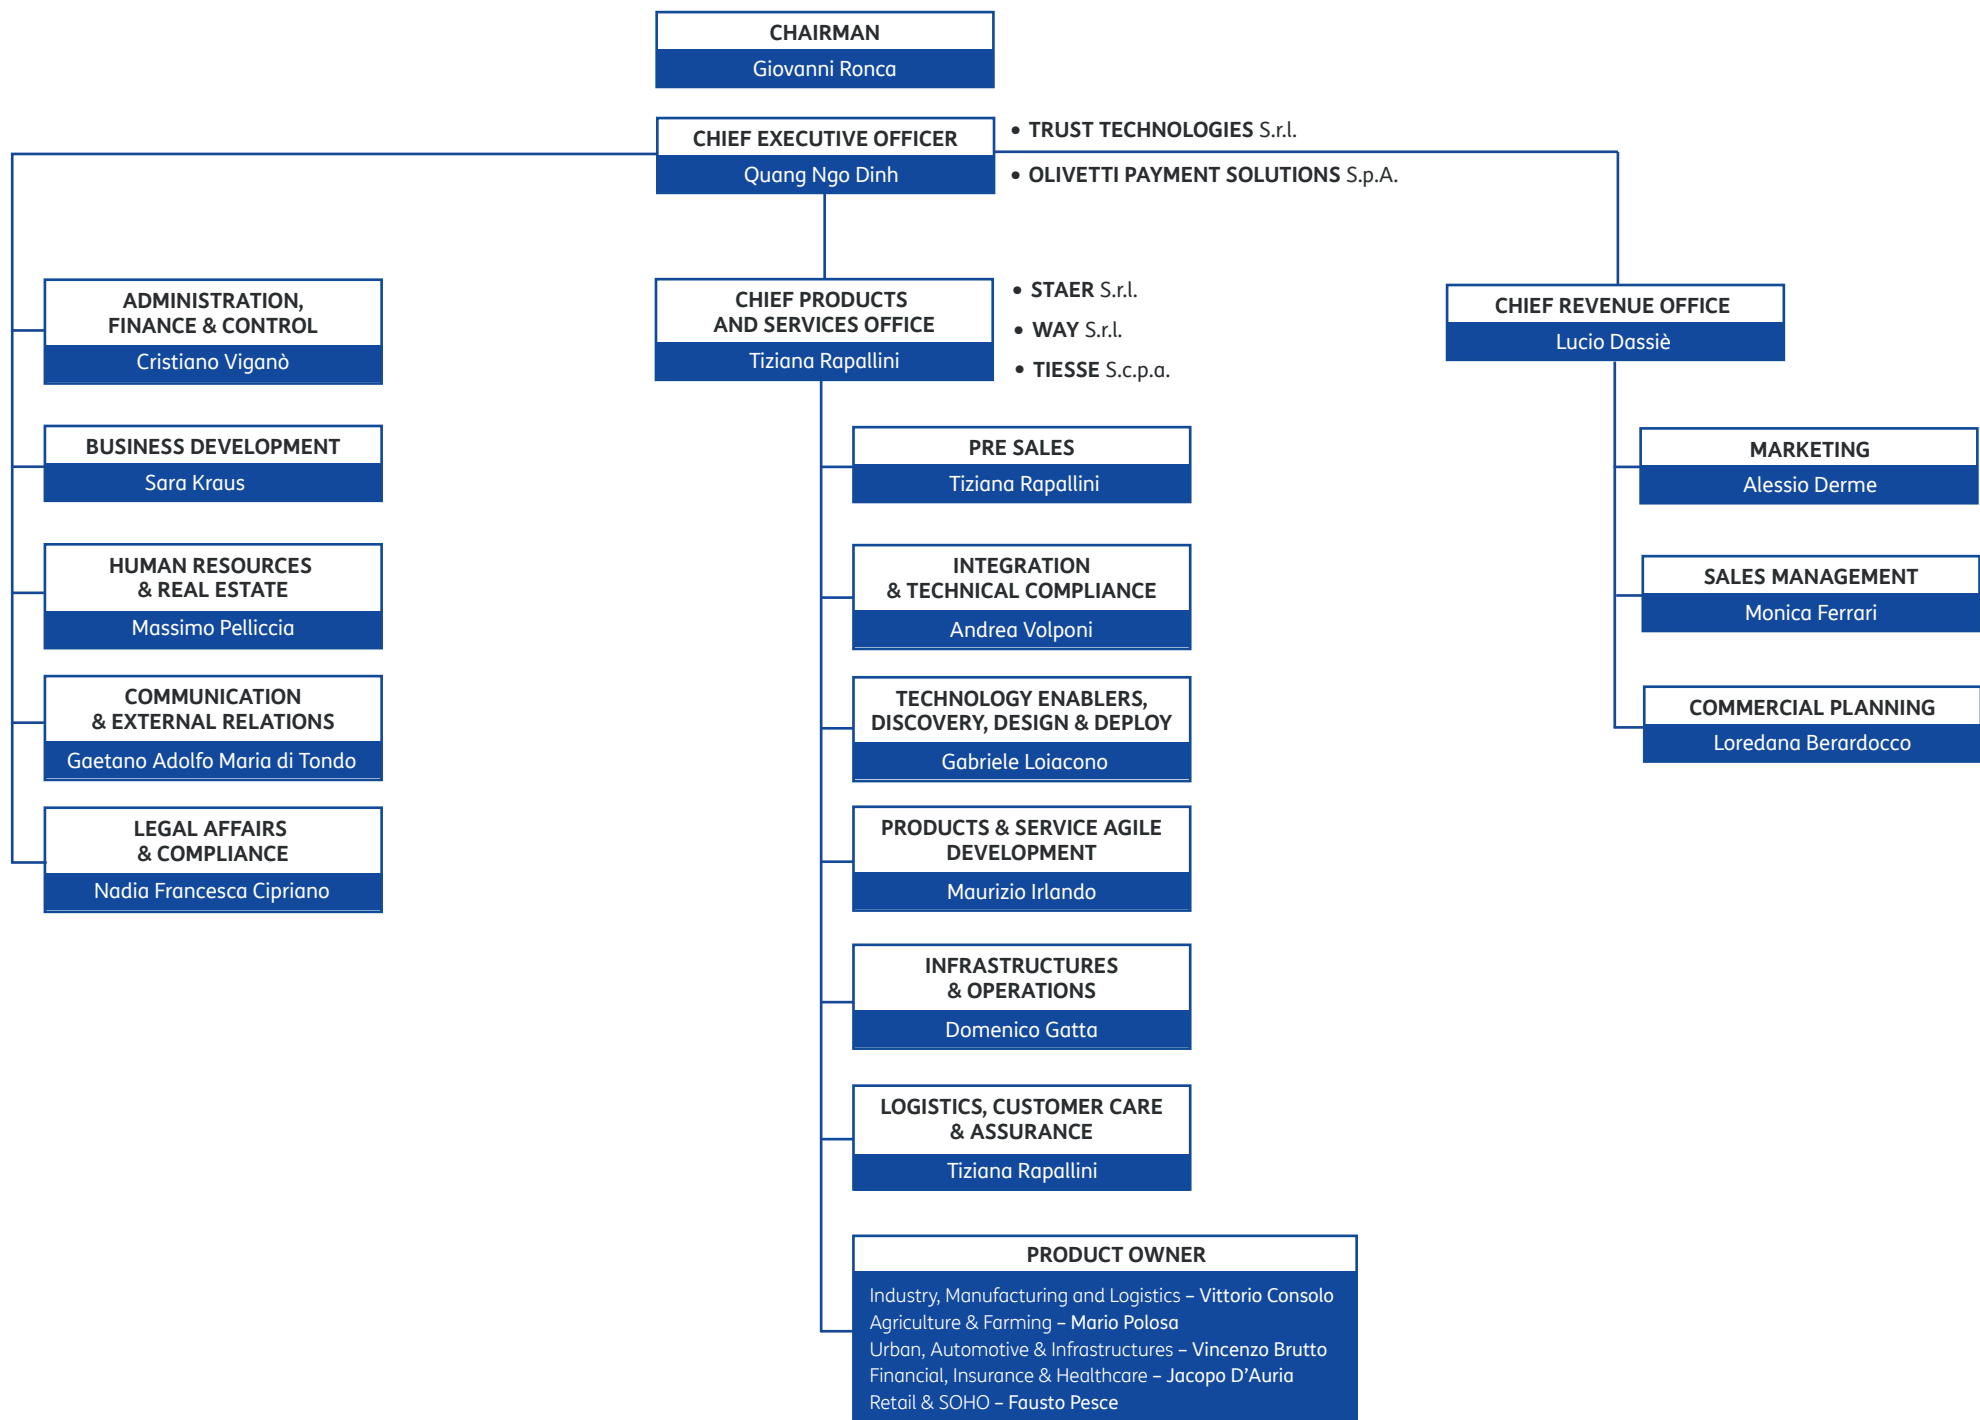 CHAIRMAN
Giovanni Ronca
CHIEF EXECUTIVE OFFICER
Quang Ngo Dinh
• TRUST TECHNOLOGIES S.r.l.
• OLIVETTI PAYMENT SOLUTIONS S.p.A.
ADMINISTRATION,
FINANCE & CONTROL
Cristiano Viganò
BUSINESS DEVELOPMENT
Sara Kraus
HUMAN RESOURCES
& REAL ESTATE
Massimo Pelliccia
COMMUNICATION
& EXTERNAL RELATIONS
Gaetano Adolfo Maria di Tondo
LEGAL AFFAIRS
& COMPLIANCE
Nadia Francesca Cipriano
CHIEF PRODUCTS
AND SERVICES OFFICE
Tiziana Rapallini
• STAER S.r.l.
• WAY S.r.l.
• TIESSE S.c.p.a.
PRE SALES
Tiziana Rapallini
INTEGRATION
& TECHNICAL COMPLIANCE
Andrea Volponi
TECHNOLOGY ENABLERS,
DISCOVERY, DESIGN & DEPLOY
Gabriele Loiacono
PRODUCTS & SERVICE AGILE
DEVELOPMENT
Maurizio Irlando
INFRASTRUCTURES
& OPERATIONS
Domenico Gatta
LOGISTICS, CUSTOMER CARE
& ASSURANCE
Tiziana Rapallini
PRODUCT OWNER
Industry, Manufacturing and Logistics – Vittorio Consolo
Agriculture & Farming – Mario Polosa
Urban, Automotive & Infrastructures – Vincenzo Brutto
Financial, Insurance & Healthcare – Jacopo D’Auria
Retail & SOHO – Fausto Pesce
CHIEF REVENUE OFFICE
Lucio Dassiè
MARKETING
Alessio Derme
SALES MANAGEMENT
Monica Ferrari
COMMERCIAL PLANNING
Loredana Berardocco